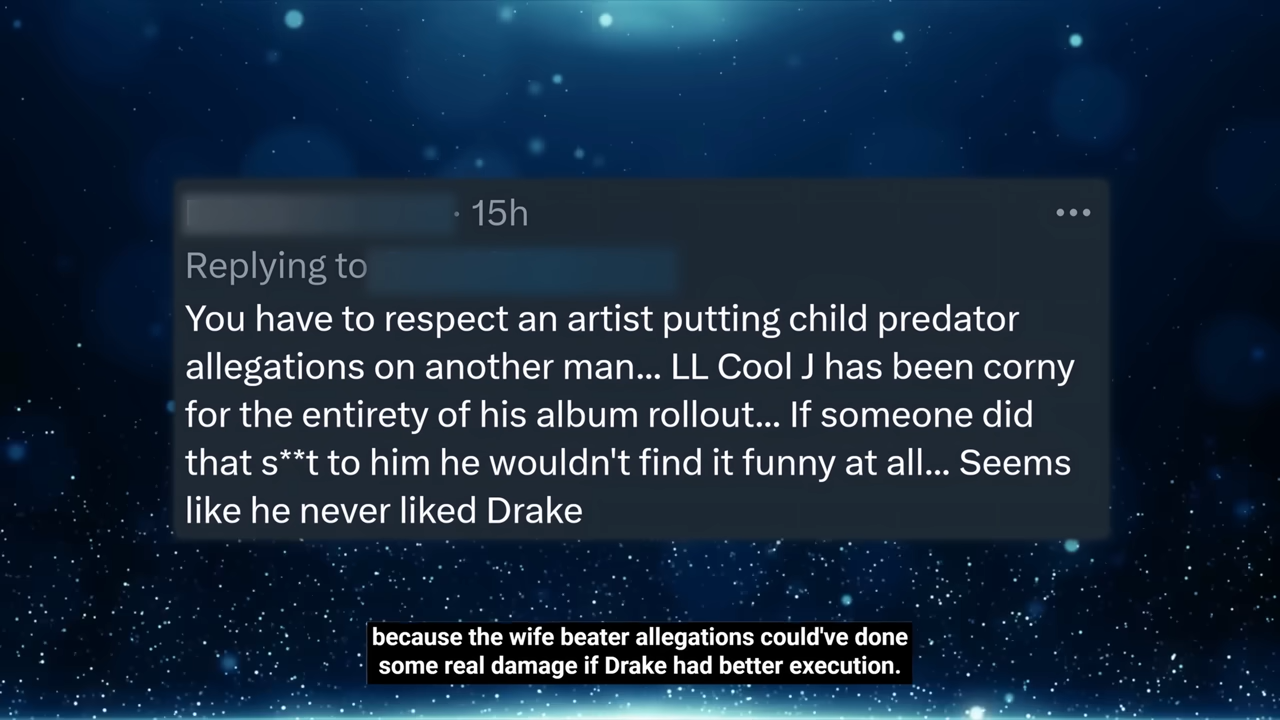 · 15h
Replying to
You have to respect an artist putting child predator
allegations on another man... LL Cool J has been corny
for the entirety of his album rollout... If someone did
that s**t to him he wouldn't find it funny at all... Seems
like he never liked Drake
because the wife beater allegations could've done
some real damage if Drake had better execution.